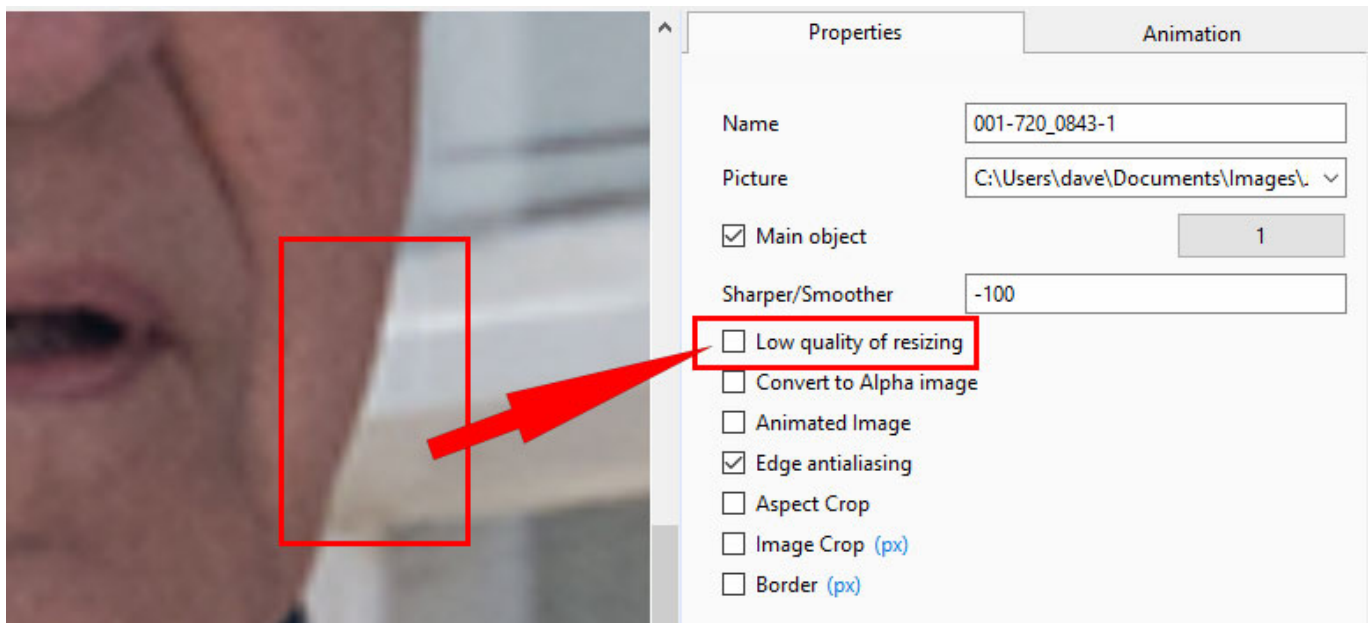 Properties
Animation
Name
001-720_0843-1
Picture
C:\Users\dave\Documents\Images\.
Main object
1
Sharper/Smoother
-100
Low quality of resizing
Convert to Alpha image
Animated Image
Edge antialiasing
Aspect Crop
Image Crop (px)
Border (px)